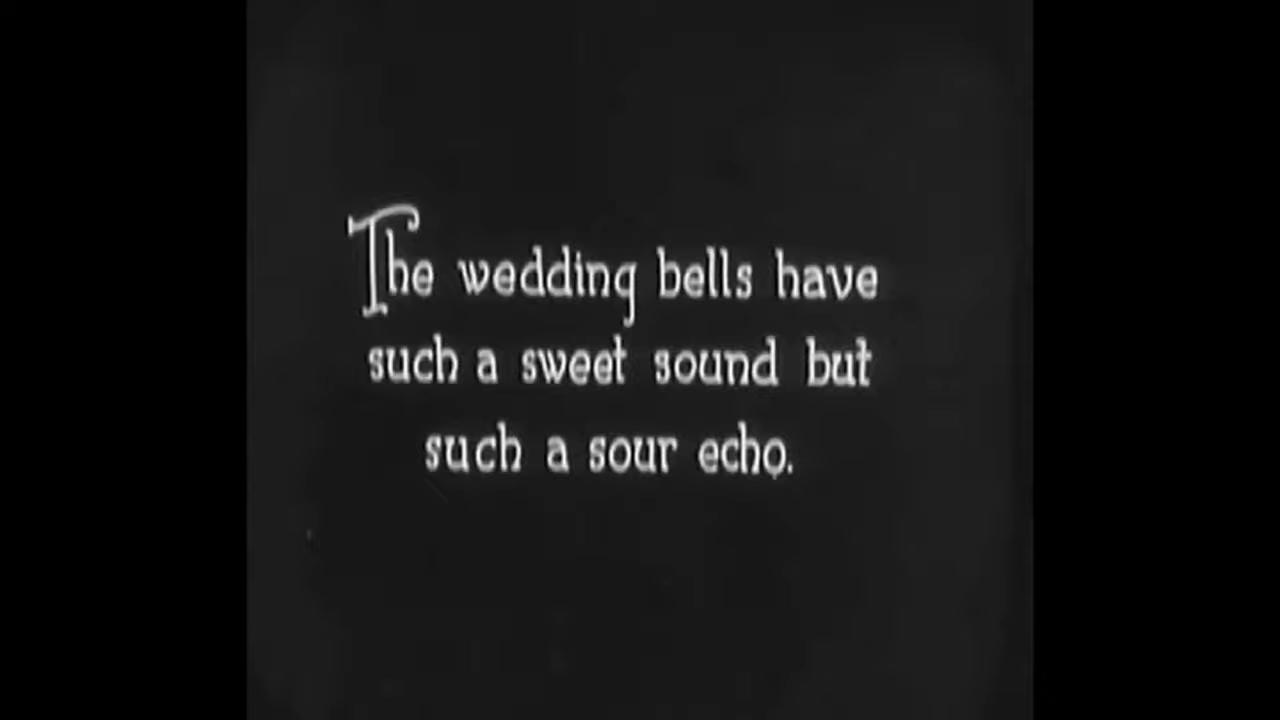 The wedding bells have
such a sweet sound but
such a sour echo.